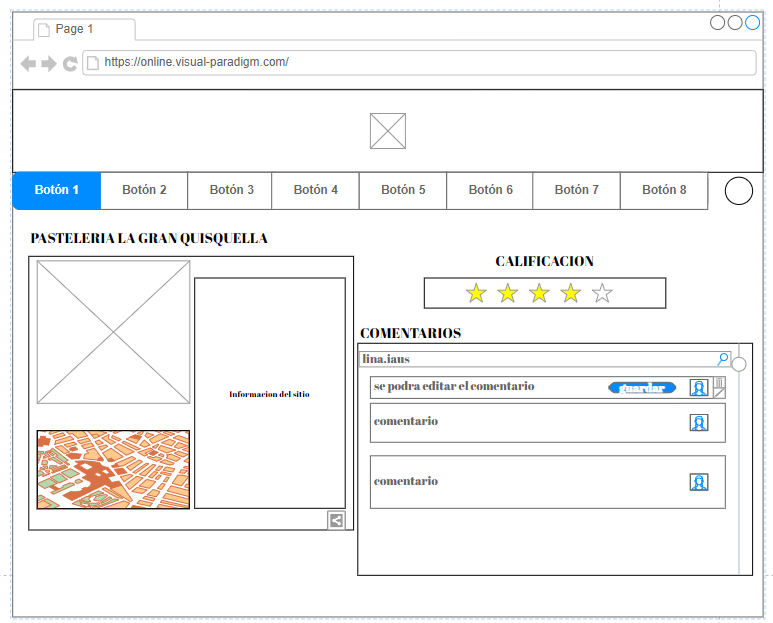 Page 1
https://online.visual-paradigm.com/
Botón 1
Botón 2
Botón 3
Botón 4
Botón 5
Botón 6
Botón 7
Botón 8
PASTELERIA LA GRAN QUISQUELLA
Informacion del sitio
CALIFICACION
COMENTARIOS
lina.iaus
se podra editar el comentario
guardar
comentario
comentario